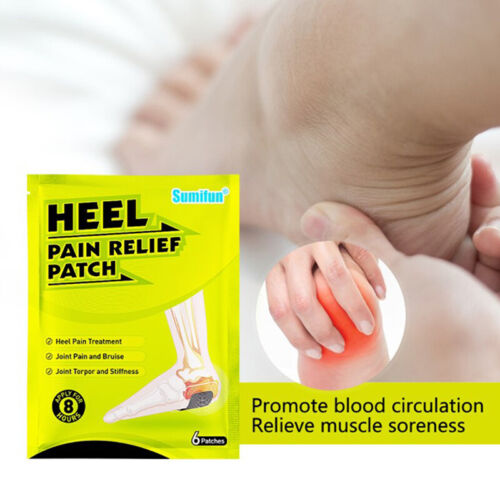 Sumifun®
HEEL
PAIN RELIEF
PATCH
Heel Pain Treatment
Joint Pain and Bruise
Joint Torpor and Stiffness
APPLY FOR
8
HOURS
6 Patches
Promote blood circulation
Relieve muscle soreness